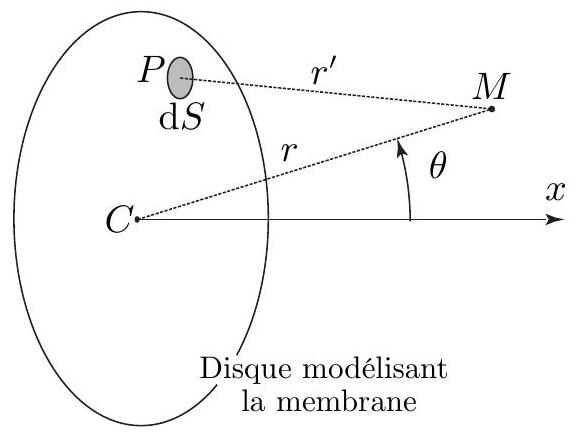 P
dS
r'
M
r
θ
C
x
Disque modélisant
la membrane